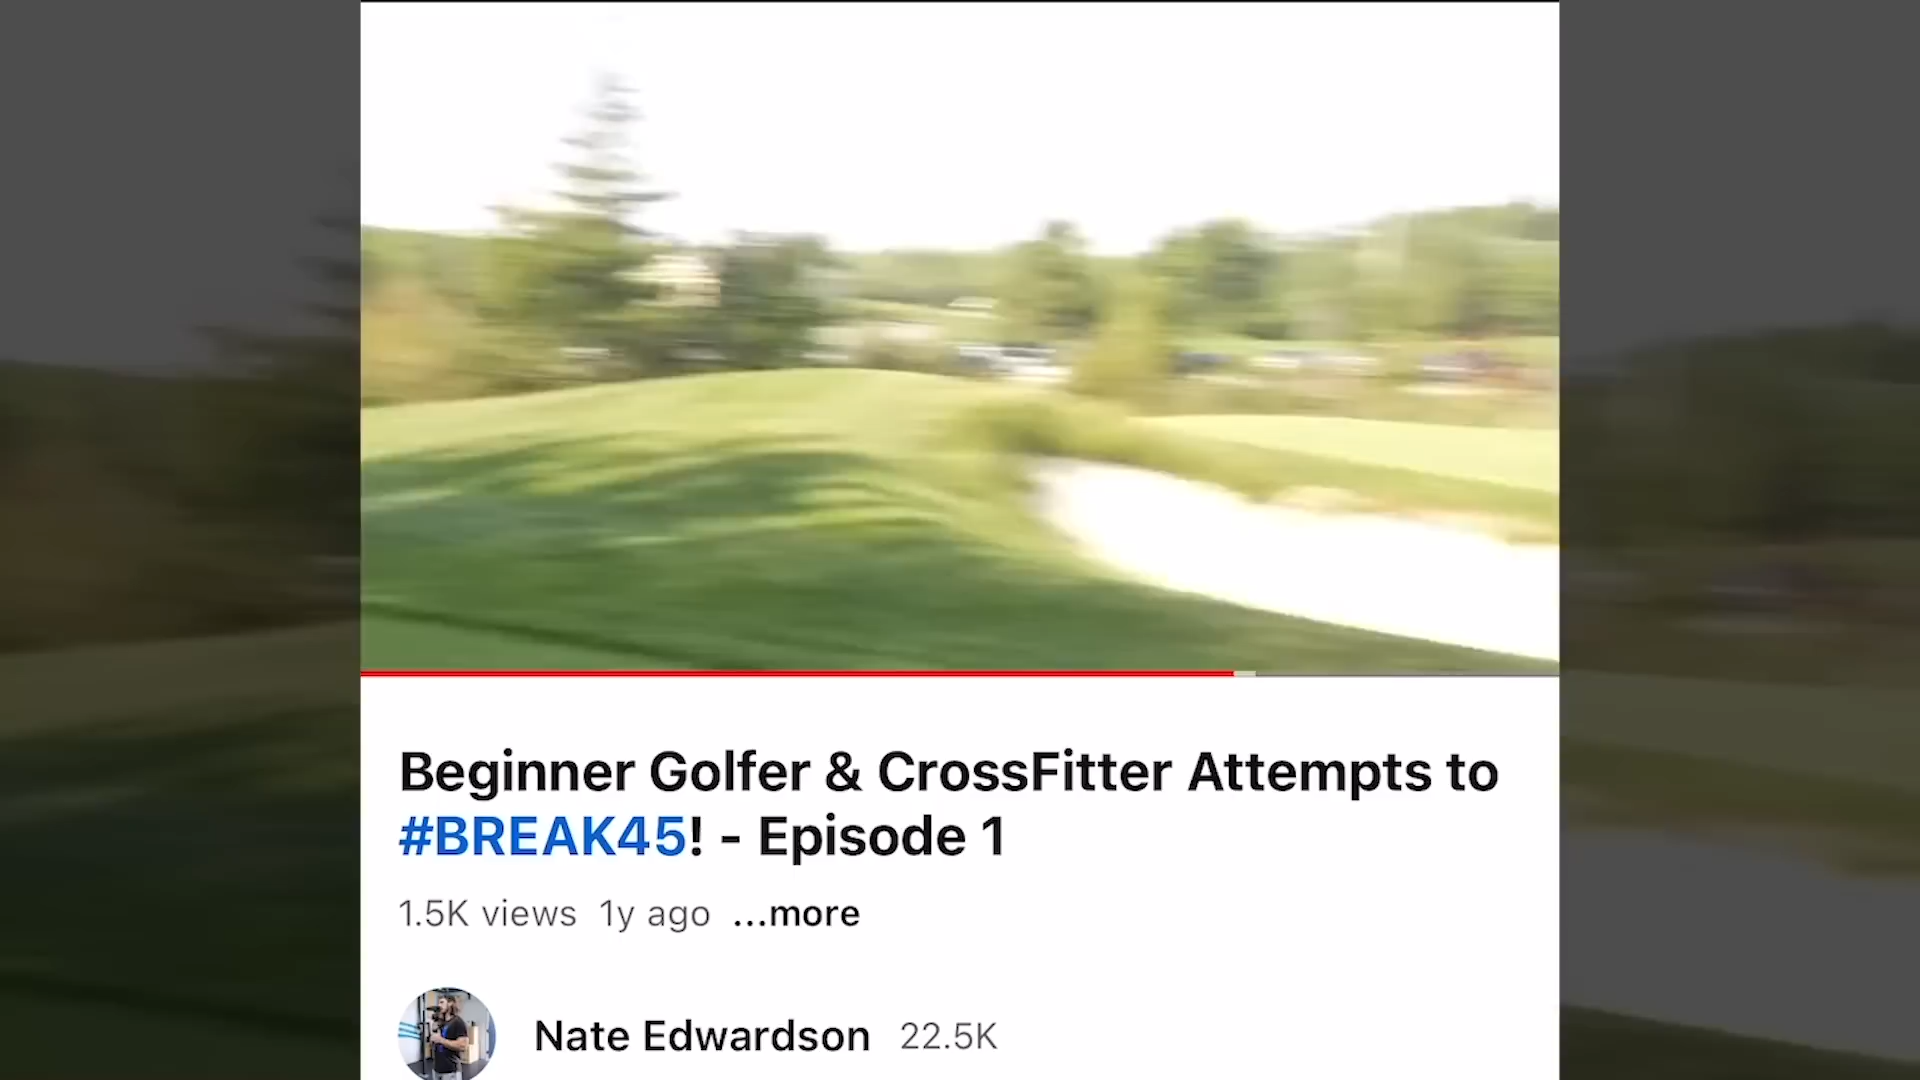 Beginner Golfer & CrossFitter Attempts to
#BREAK45! - Episode 1
1.5K views 1y ago ...more
Nate Edwardson 22.5K